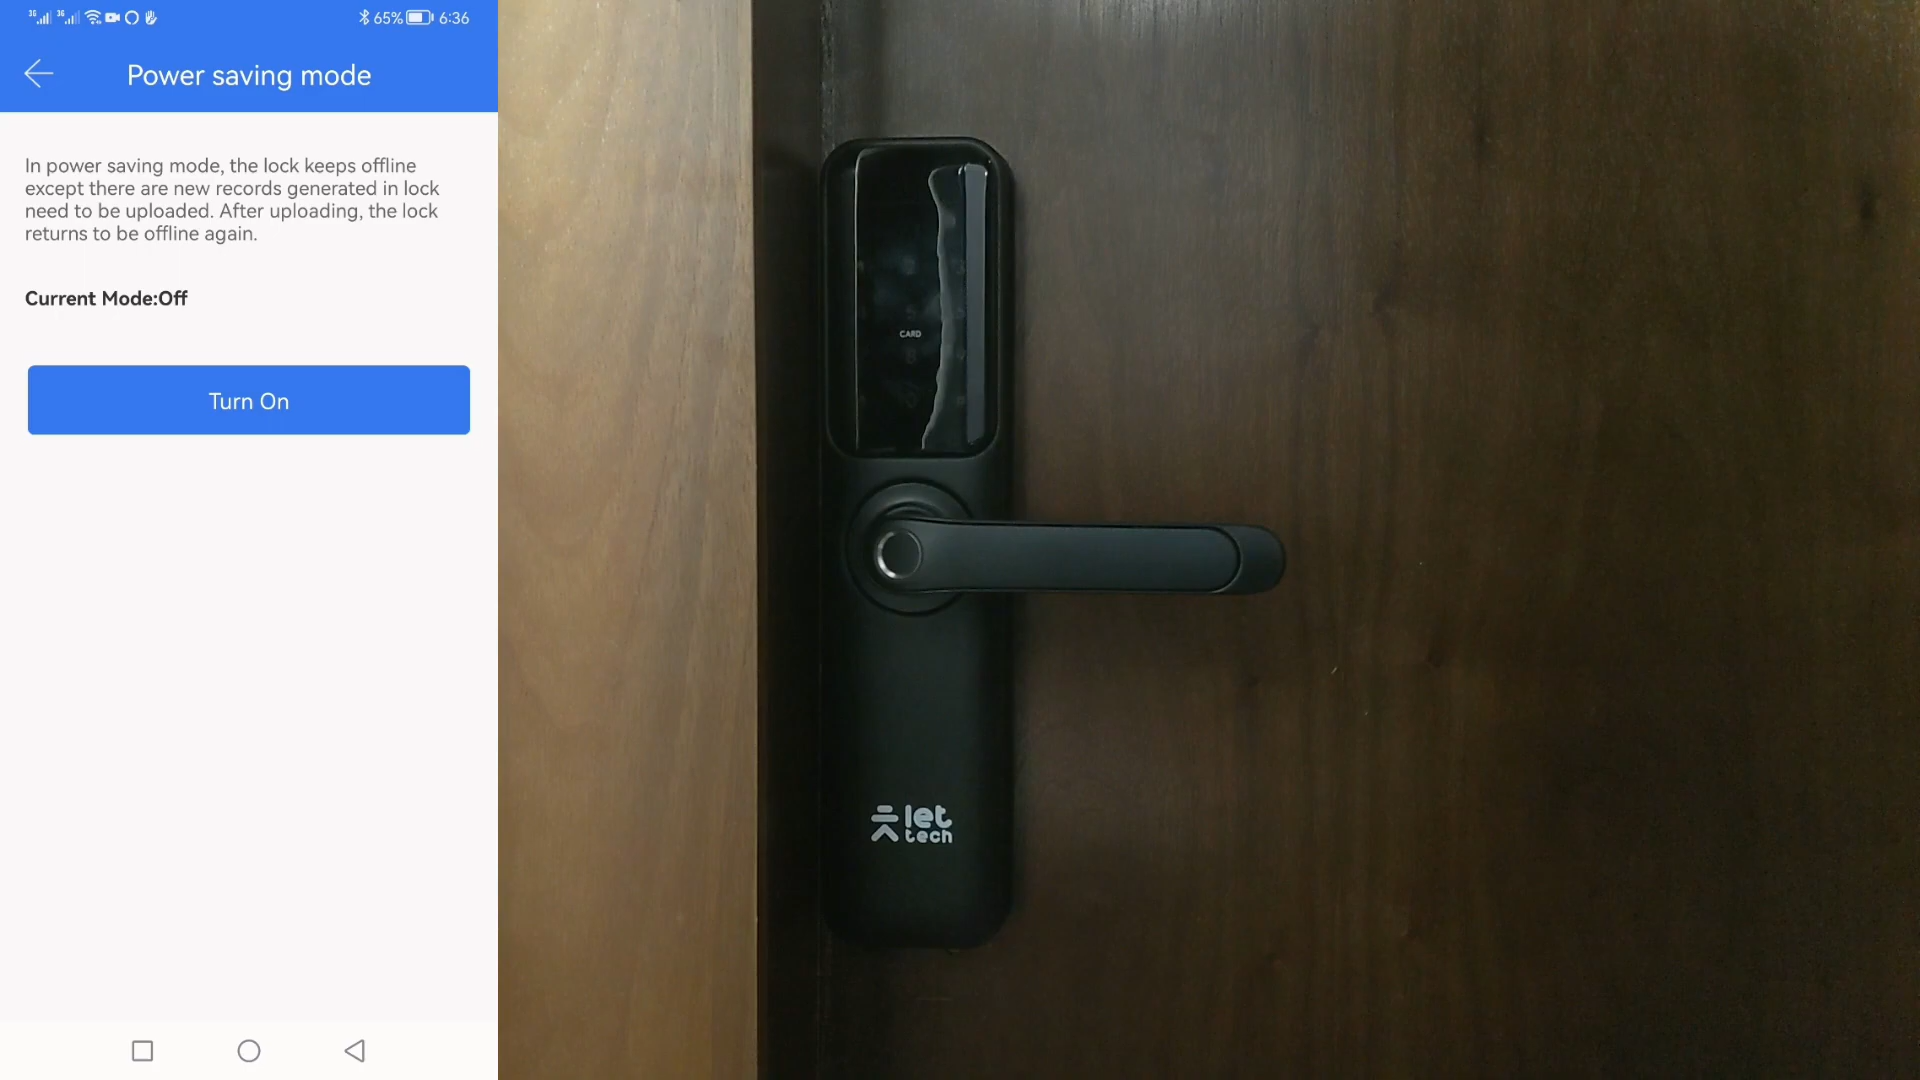 3G 3G 65% 6:36
Power saving mode
In power saving mode, the lock keeps offline
except there are new records generated in lock
need to be uploaded. After uploading, the lock
returns to be offline again.
Current Mode:Off
Turn On
CARD
let
tech